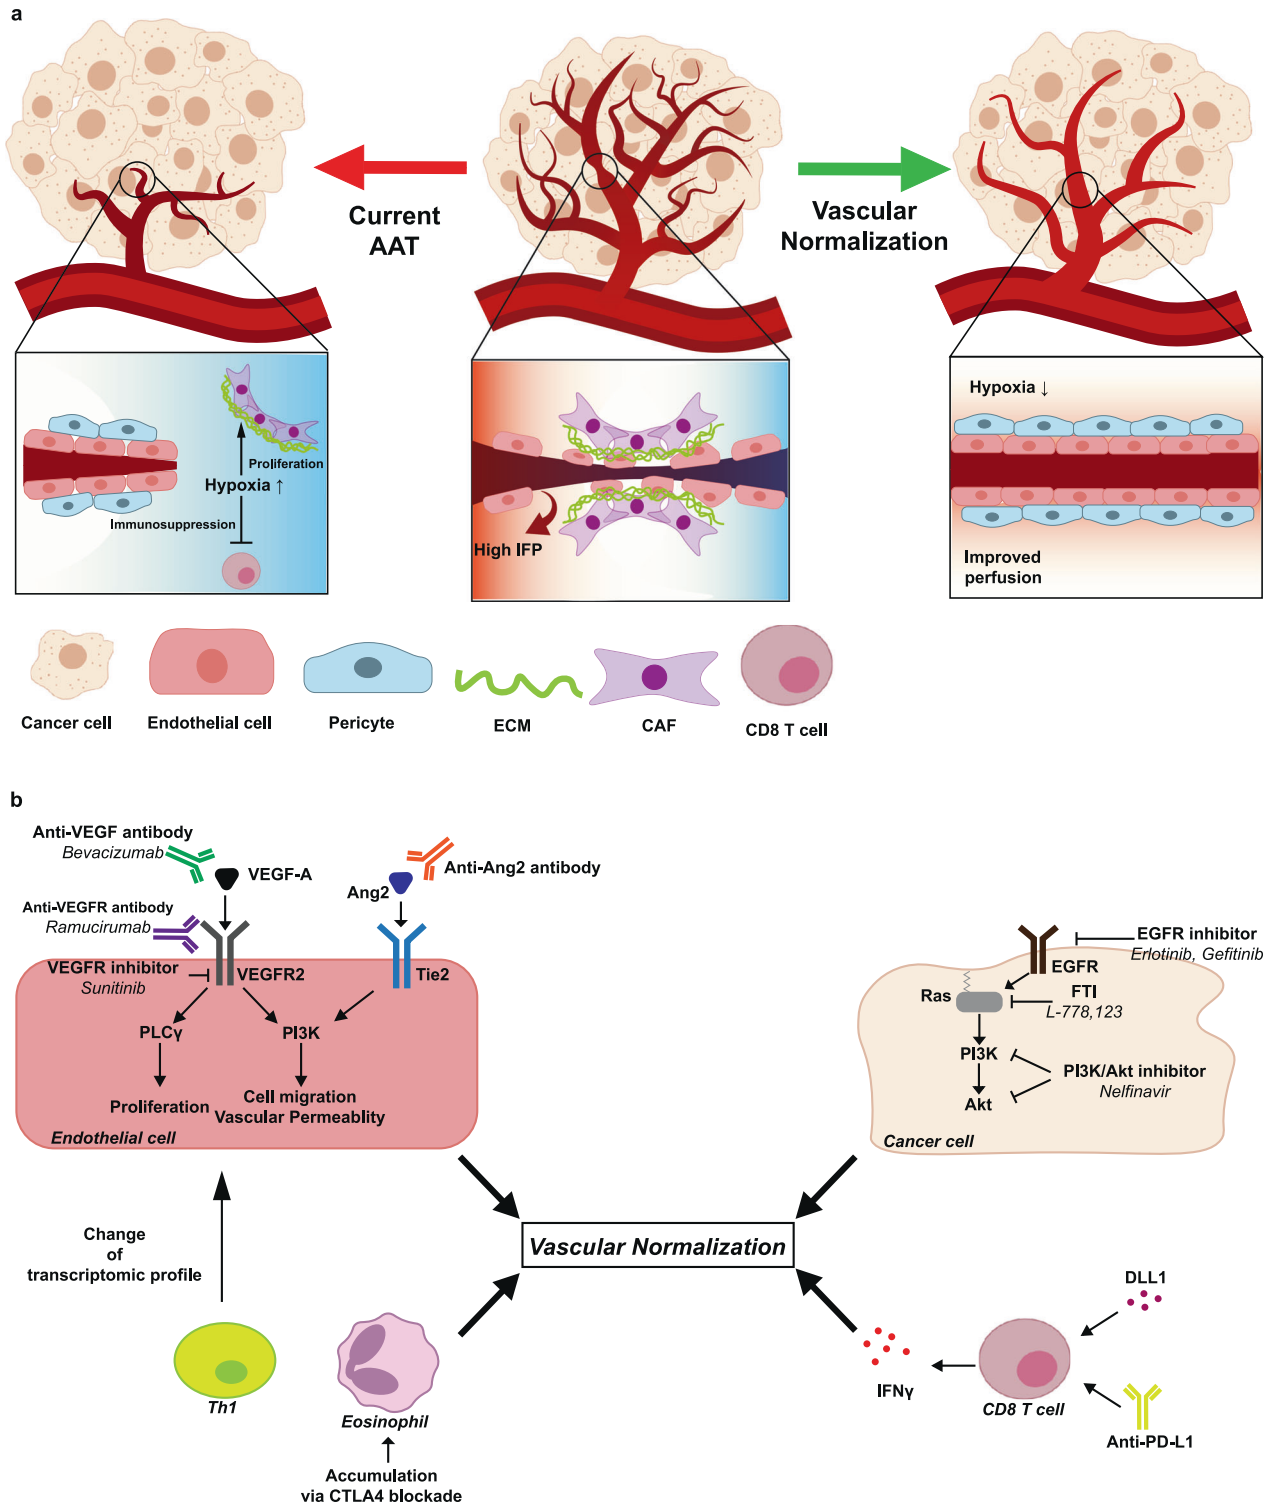 a
Current
AAT
Vascular
Normalization
Proliferation
Hypoxia ↑
Immunosuppression
High IFP
Hypoxia ↓
Improved
perfusion
Cancer cell
Endothelial cell
Pericyte
ECM
CAF
CD8 T cell
b
Anti-VEGF antibody
Bevacizumab
VEGF-A
Anti-VEGFR antibody
Ramucirumab
VEGFR inhibitor
Sunitinib
VEGFR2
Ang2
Anti-Ang2 antibody
Tie2
PLCγ
PI3K
Proliferation
Cell migration
Vascular Permeablity
Endothelial cell
EGFR inhibitor
Erlotinib, Gefitinib
EGFR
Ras
FTI
L-778,123
PI3K
PI3K/Akt inhibitor
Nelfinavir
Akt
Cancer cell
Change
of
transcriptomic profile
Vascular Normalization
Th1
Eosinophil
Accumulation
via CTLA4 blockade
IFNγ
DLL1
CD8 T cell
Anti-PD-L1